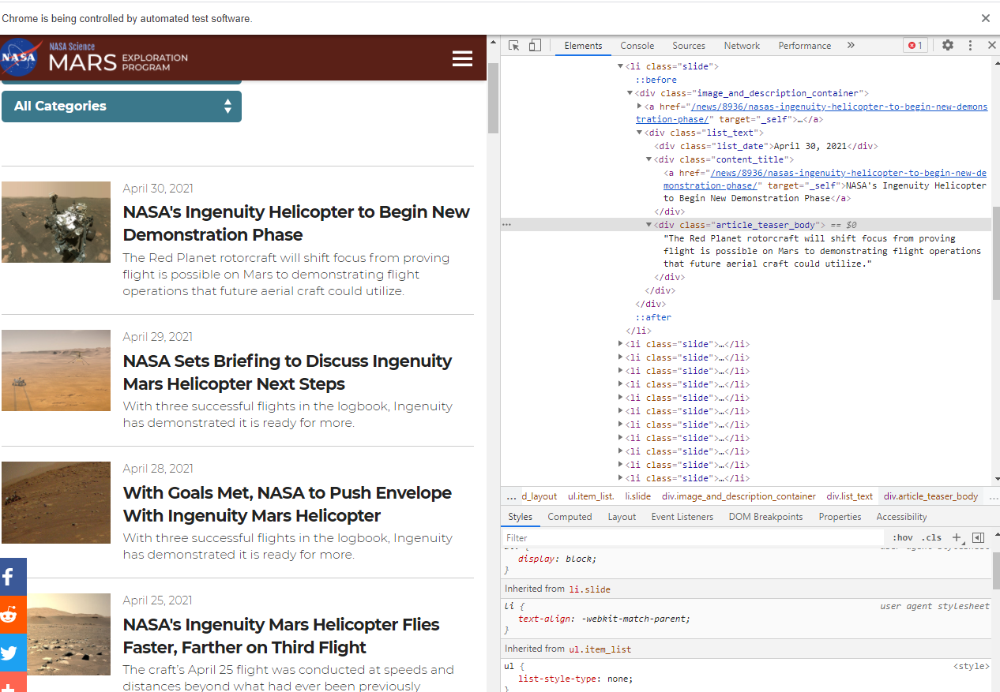 Chrome is being controlled by automated test software.
NASA
NASA Science
MARS EXPLORATION PROGRAM
All Categories
April 30, 2021
NASA's Ingenuity Helicopter to Begin New
Demonstration Phase
The Red Planet rotorcraft will shift focus from proving
flight is possible on Mars to demonstrating flight
operations that future aerial craft could utilize.
April 29, 2021
NASA Sets Briefing to Discuss Ingenuity
Mars Helicopter Next Steps
With three successful flights in the logbook, Ingenuity
has demonstrated it is ready for more.
April 28, 2021
With Goals Met, NASA to Push Envelope
With Ingenuity Mars Helicopter
With three successful flights in the logbook, Ingenuity
has demonstrated it is ready for more.
April 25, 2021
NASA's Ingenuity Mars Helicopter Flies
Faster, Farther on Third Flight
The craft's April 25 flight was conducted at speeds and
distances beyond what had ever been previously
Elements Console Sources Network Performance » 1
<li class="slide">
::before
<div class="image_and_description_container">
<a href="/news/8936/nasas-ingenuity-helicopter-to-begin-new-demons
tration-phase/" target="_self">…</a>
<div class="list_text">
<div class="list_date">April 30, 2021</div>
<div class="content_title">
<a href="/news/8936/nasas-ingenuity-helicopter-to-begin-new-de
monstration-phase/" target="_self">NASA's Ingenuity Helicopter
to Begin New Demonstration Phase</a>
</div>
<div class="article_teaser_body"> == $0
"The Red Planet rotorcraft will shift focus from proving
flight is possible on Mars to demonstrating flight operations
that future aerial craft could utilize."
</div>
</div>
</div>
::after
</li>
<li class="slide">…</li>
<li class="slide">…</li>
<li class="slide">…</li>
<li class="slide">…</li>
<li class="slide">…</li>
<li class="slide">…</li>
<li class="slide">…</li>
<li class="slide">…</li>
<li class="slide">…</li>
<li class="slide">…</li>
<li class="slide">…</li>
... d_layout ul.item_list. li.slide div.image_and_description_container div.list_text div.article_teaser_body ...
Styles Computed Layout Event Listeners DOM Breakpoints Properties Accessibility
Filter :hov .cls +
user agent stylesheet
display: block;
}
Inherited from li.slide
li { user agent stylesheet
text-align: -webkit-match-parent;
}
Inherited from ul.item_list
ul { <style>
list-style-type: none;
}